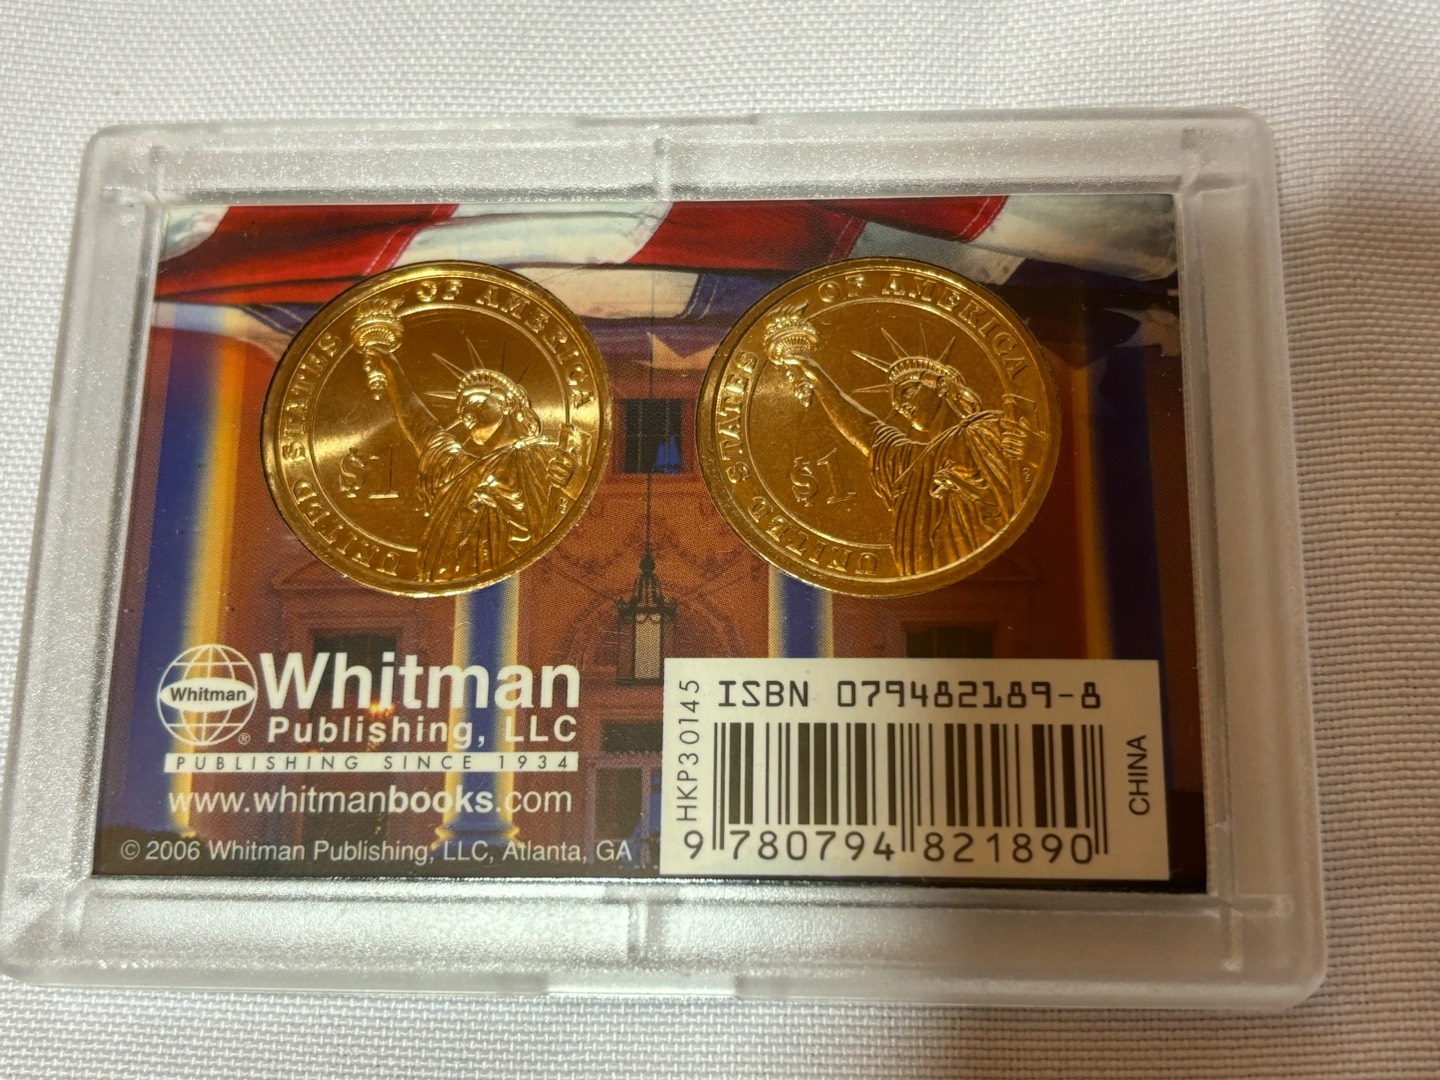 UNITED STATES OF AMERICA
$1
UNITED STATES OF AMERICA
$1
Whitman
®
Whitman
Publishing, LLC
PUBLISHING SINCE 1934
www.whitmanbooks.com
© 2006 Whitman Publishing, LLC, Atlanta, GA
HKP30145
ISBN 079482189-8
9 780794 821890
CHINA